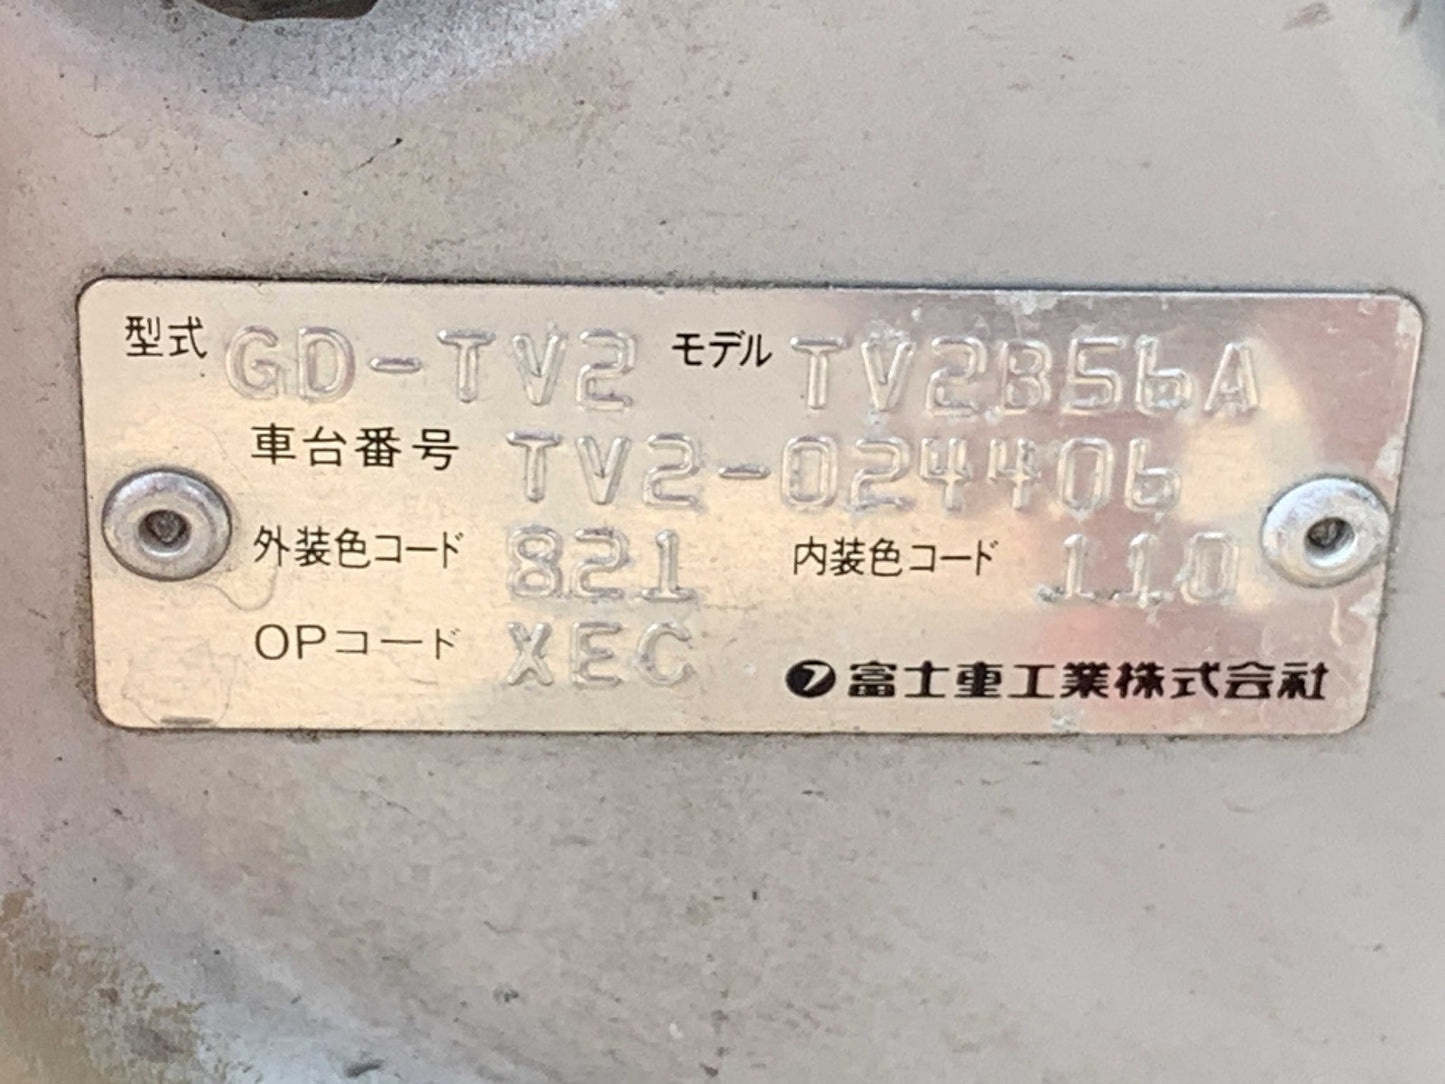 型式 GD-TV2 モデル TV2B56A
車台番号 TV2-024406
外装色コード 821 内装色コード 110
OPコード XEC
フ 富士重工業株式会社